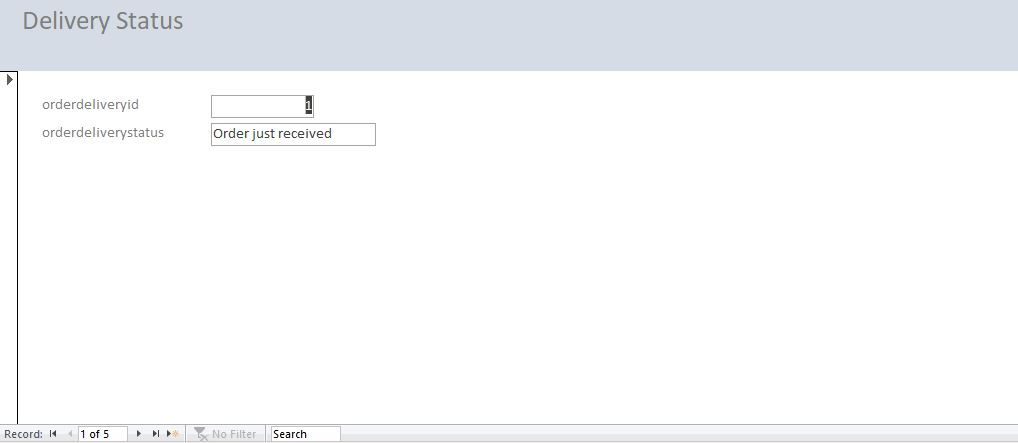 Delivery Status
orderdeliveryid 1
orderdeliverystatus Order just received
Record: 1 of 5 No Filter Search